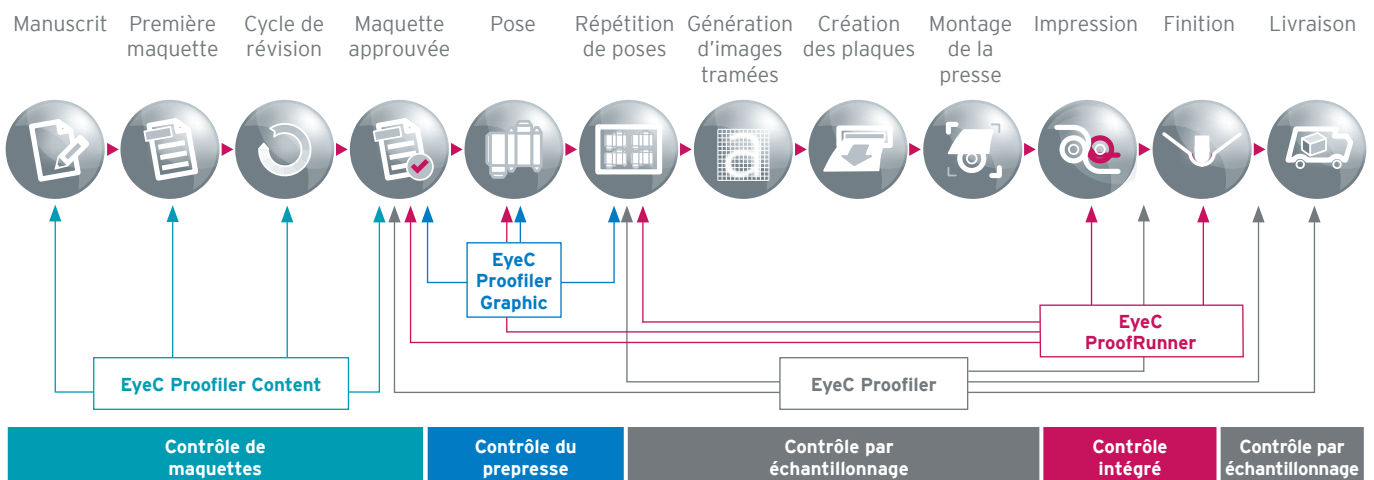 Manuscrit
Première
maquette
Cycle de
révision
Maquette
approuvée
Pose
Répétition
de poses
Génération
d'images
tramées
Création
des plaques
Montage
de la
presse
Impression
Finition
Livraison
a
EyeC
Proofiler
Graphic
EyeC
ProofRunner
EyeC Proofiler Content
EyeC Proofiler
Contrôle de
maquettes
Contrôle du
prepresse
Contrôle par
échantillonnage
Contrôle
intégré
Contrôle par
échantillonnage